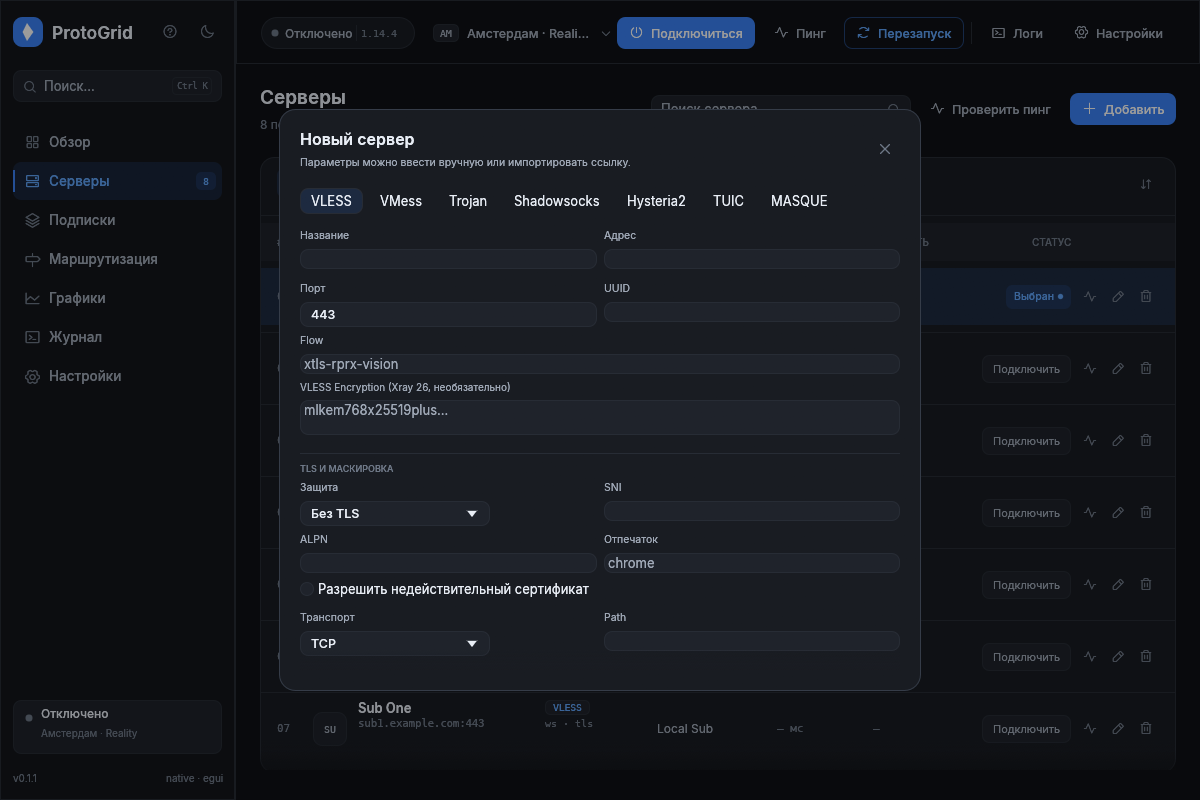 ProtoGrid
Отключено 1.14.4
AM Амстердам · Reali...
Подключиться
Пинг
Перезапуск
Логи
Настройки
Поиск... Ctrl K
Обзор
Серверы 8
Подписки
Маршрутизация
Графики
Журнал
Настройки
Серверы
Поиск сервера
Проверить пинг
Добавить
СТАТУС
Новый сервер
Параметры можно ввести вручную или импортировать ссылку.
VLESS VMess Trojan Shadowsocks Hysteria2 TUIC MASQUE
Название Адрес
Порт UUID
443
Flow
xtls-rprx-vision
VLESS Encryption (Xray 26, необязательно)
mlkem768x25519plus...
TLS И МАСКИРОВКА
Защита SNI
Без TLS
ALPN Отпечаток
chrome
Разрешить недействительный сертификат
Транспорт Path
TCP
Выбран
Подключить
Подключить
Подключить
Подключить
Подключить
07 SU Sub One VLESS
sub1.example.com:443 ws · tls
Local Sub — мс — Подключить
Отключено
Амстердам · Reality
v0.1.1 native · egui